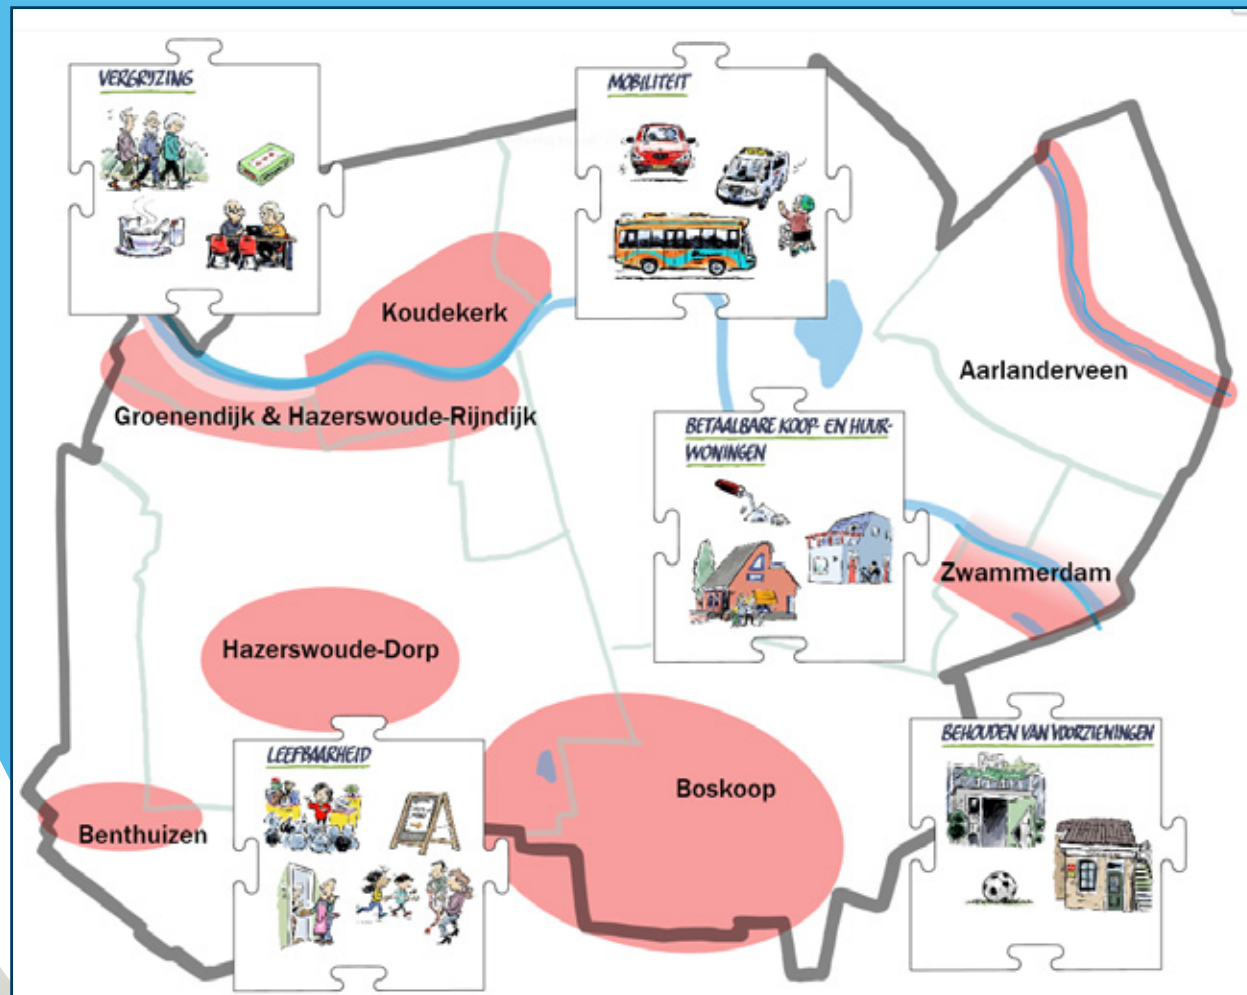 VERGRIJZING
MOBILITEIT
Koudekerk
Groenendijk & Hazerswoude-Rijndijk
Aarlanderveen
BETAALBARE KOOP- EN HUUR-
WONINGEN
Zwammerdam
Hazerswoude-Dorp
LEEFBAARHEID
Boskoop
BEHOUDEN VAN VOORZIENINGEN
Benthuizen